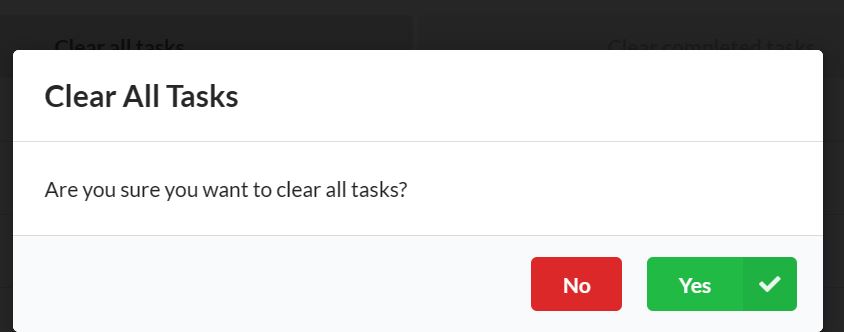 Clear all tasks
Clear completed tasks
Clear All Tasks
Are you sure you want to clear all tasks?
No
Yes